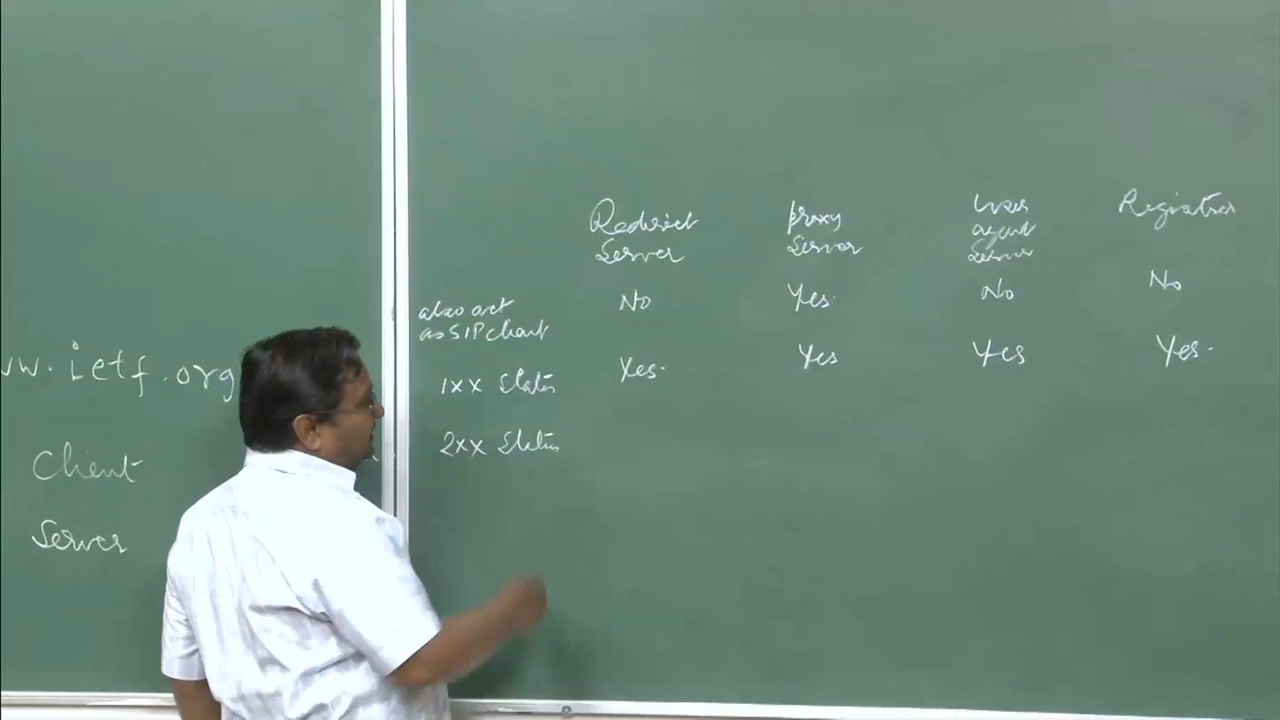 ww.ietf.org
Client
Server
Redirect Server
proxy Server
User agent Server
Registrar
also act as SIP client
No
Yes.
No
No
1xx Status
Yes.
Yes
Yes
Yes.
2xx Status